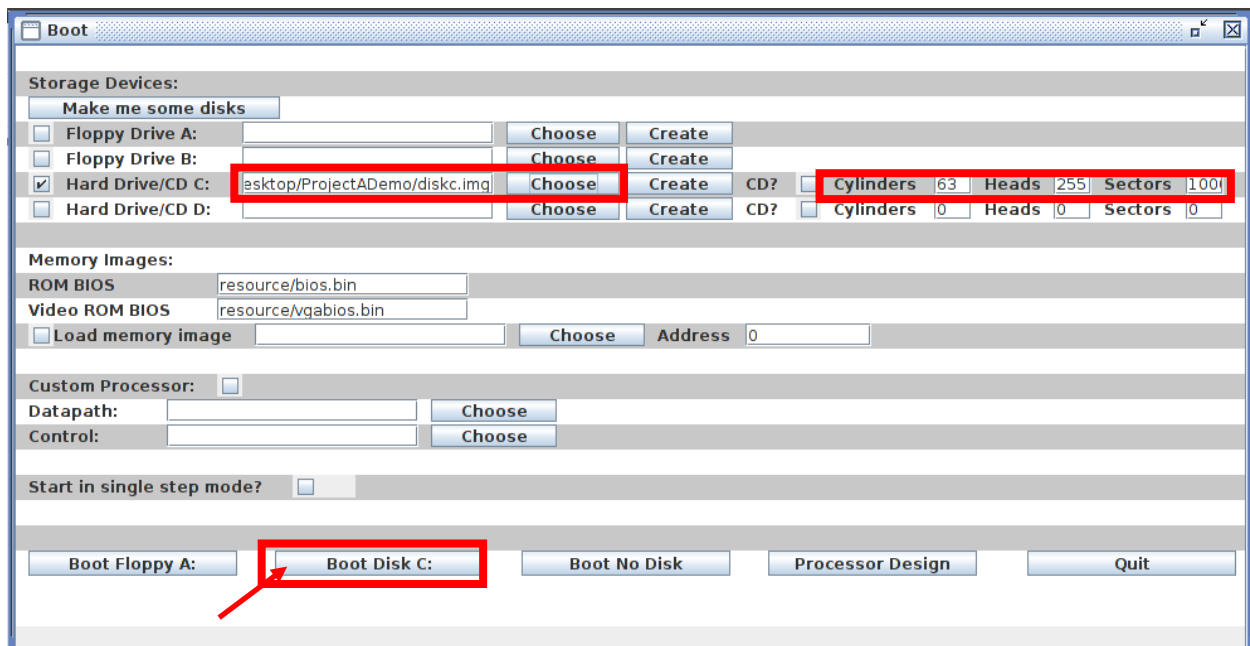 Boot
Storage Devices:
Make me some disks
Floppy Drive A: Choose Create
Floppy Drive B: Choose Create
Hard Drive/CD C: esktop/ProjectADemo/diskc.img Choose Create CD? Cylinders 63 Heads 255 Sectors 100
Hard Drive/CD D: Choose Create CD? Cylinders 0 Heads 0 Sectors 0
Memory Images:
ROM BIOS resource/bios.bin
Video ROM BIOS resource/vgabios.bin
Load memory image Choose Address 0
Custom Processor:
Datapath: Choose
Control: Choose
Start in single step mode?
Boot Floppy A: Boot Disk C: Boot No Disk Processor Design Quit